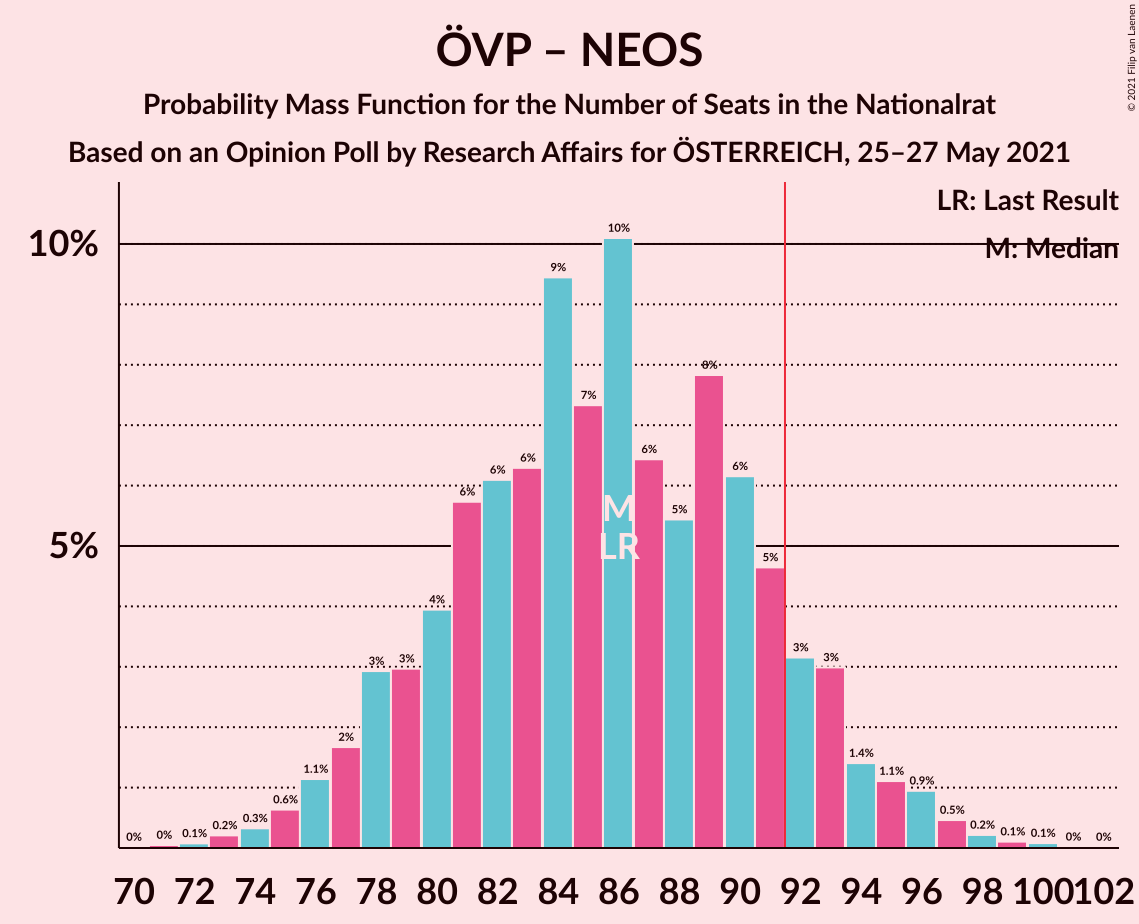 ÖVP – NEOS
Probability Mass Function for the Number of Seats in the Nationalrat
Based on an Opinion Poll by Research Affairs for ÖSTERREICH, 25–27 May 2021
© 2021 Filip van Laenen
LR: Last Result
M: Median
10%
5%
0% 0% 0.1% 0.2% 0.3% 0.6% 1.1% 2% 3% 3% 4% 6% 6% 6% 9% 7% 10% 6% 5% 8% 6% 5% 3% 3% 1.4% 1.1% 0.9% 0.5% 0.2% 0.1% 0.1% 0% 0%
M
LR
70 72 74 76 78 80 82 84 86 88 90 92 94 96 98 100 102